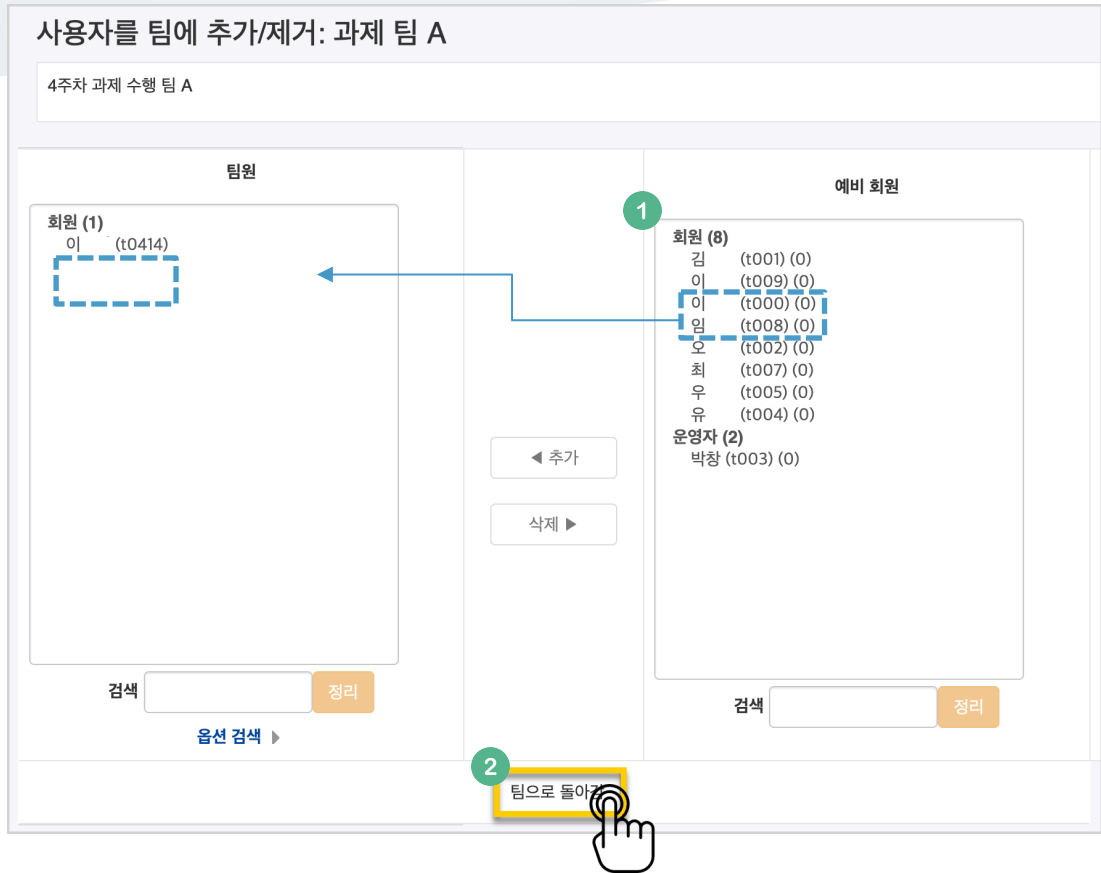 사용자를 팀에 추가/제거: 과제 팀 A
4주차 과제 수행 팀 A
팀원
회원 (1)
이 (t0414)
◀ 추가
삭제 ▶
1
예비 회원
회원 (8)
김 (t001) (0)
이 (t009) (0)
이 (t000) (0)
임 (t008) (0)
오 (t002) (0)
최 (t007) (0)
우 (t005) (0)
유 (t004) (0)
운영자 (2)
박창 (t003) (0)
검색 정리
옵션 검색 ▶
검색 정리
2
팀으로